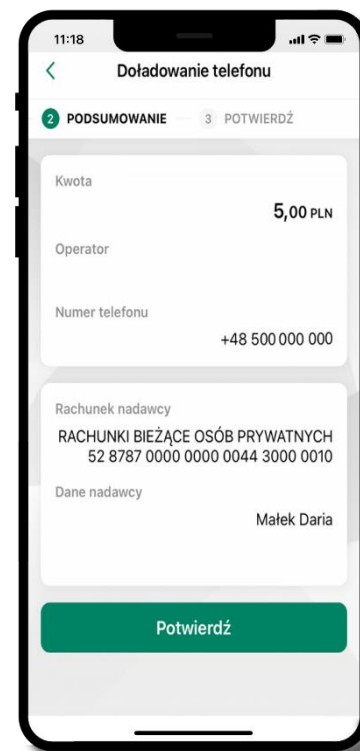 11:18
Doładowanie telefonu
2 PODSUMOWANIE 3 POTWIERDŹ
Kwota
5,00 PLN
Operator
Numer telefonu
+48 500 000 000
Rachunek nadawcy
RACHUNKI BIEŻĄCE OSÓB PRYWATNYCH
52 8787 0000 0000 0044 3000 0010
Dane nadawcy
Małek Daria
Potwierdź